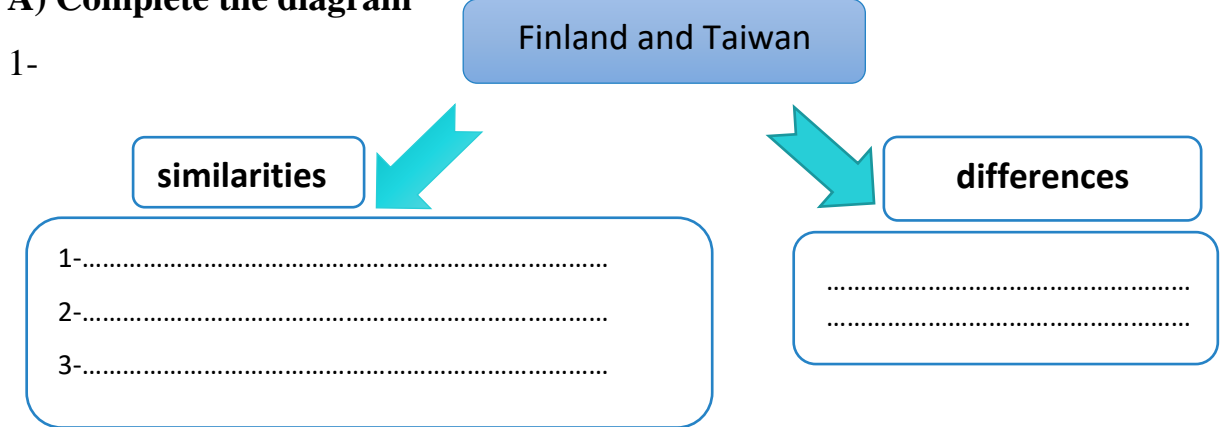 A) Complete the diagram
1-
Finland and Taiwan
similarities
differences
1-……………………………………………………………
2-……………………………………………………………
3-……………………………………………………………
………………………………………………
………………………………………………